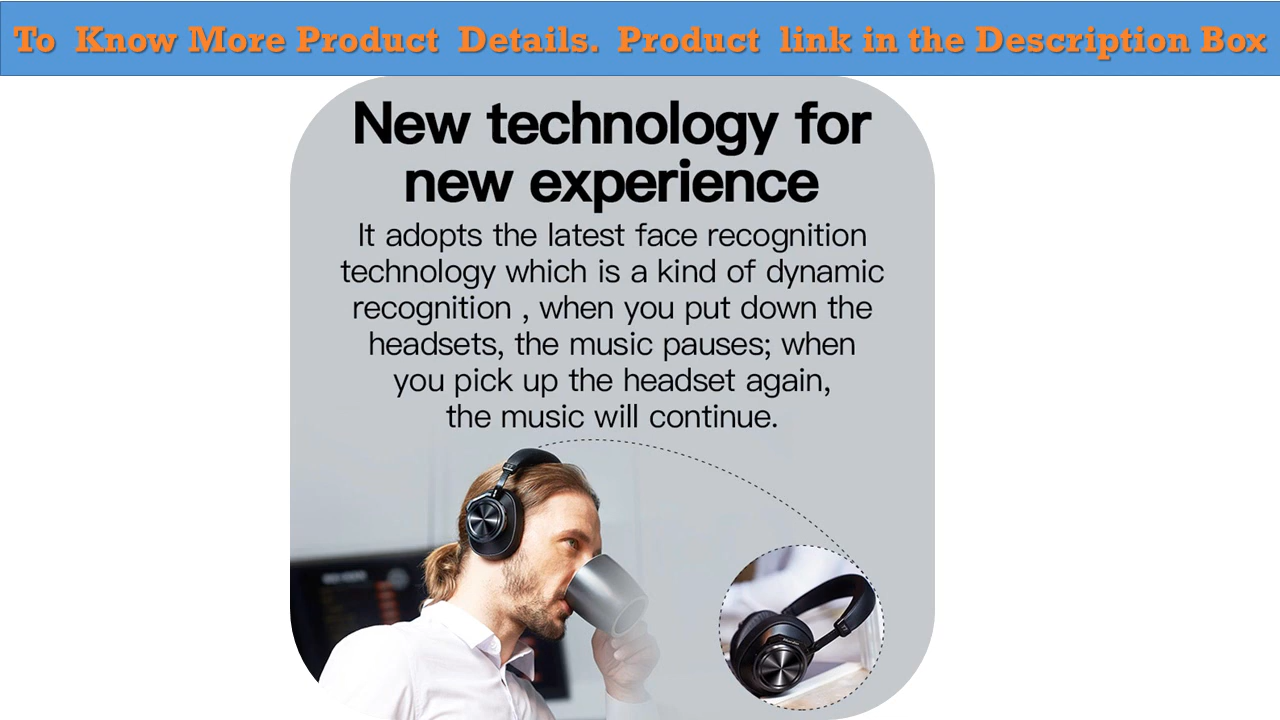 To Know More Product Details. Product link in the Description Box
New technology for
new experience
It adopts the latest face recognition
technology which is a kind of dynamic
recognition , when you put down the
headsets, the music pauses; when
you pick up the headset again,
the music will continue.